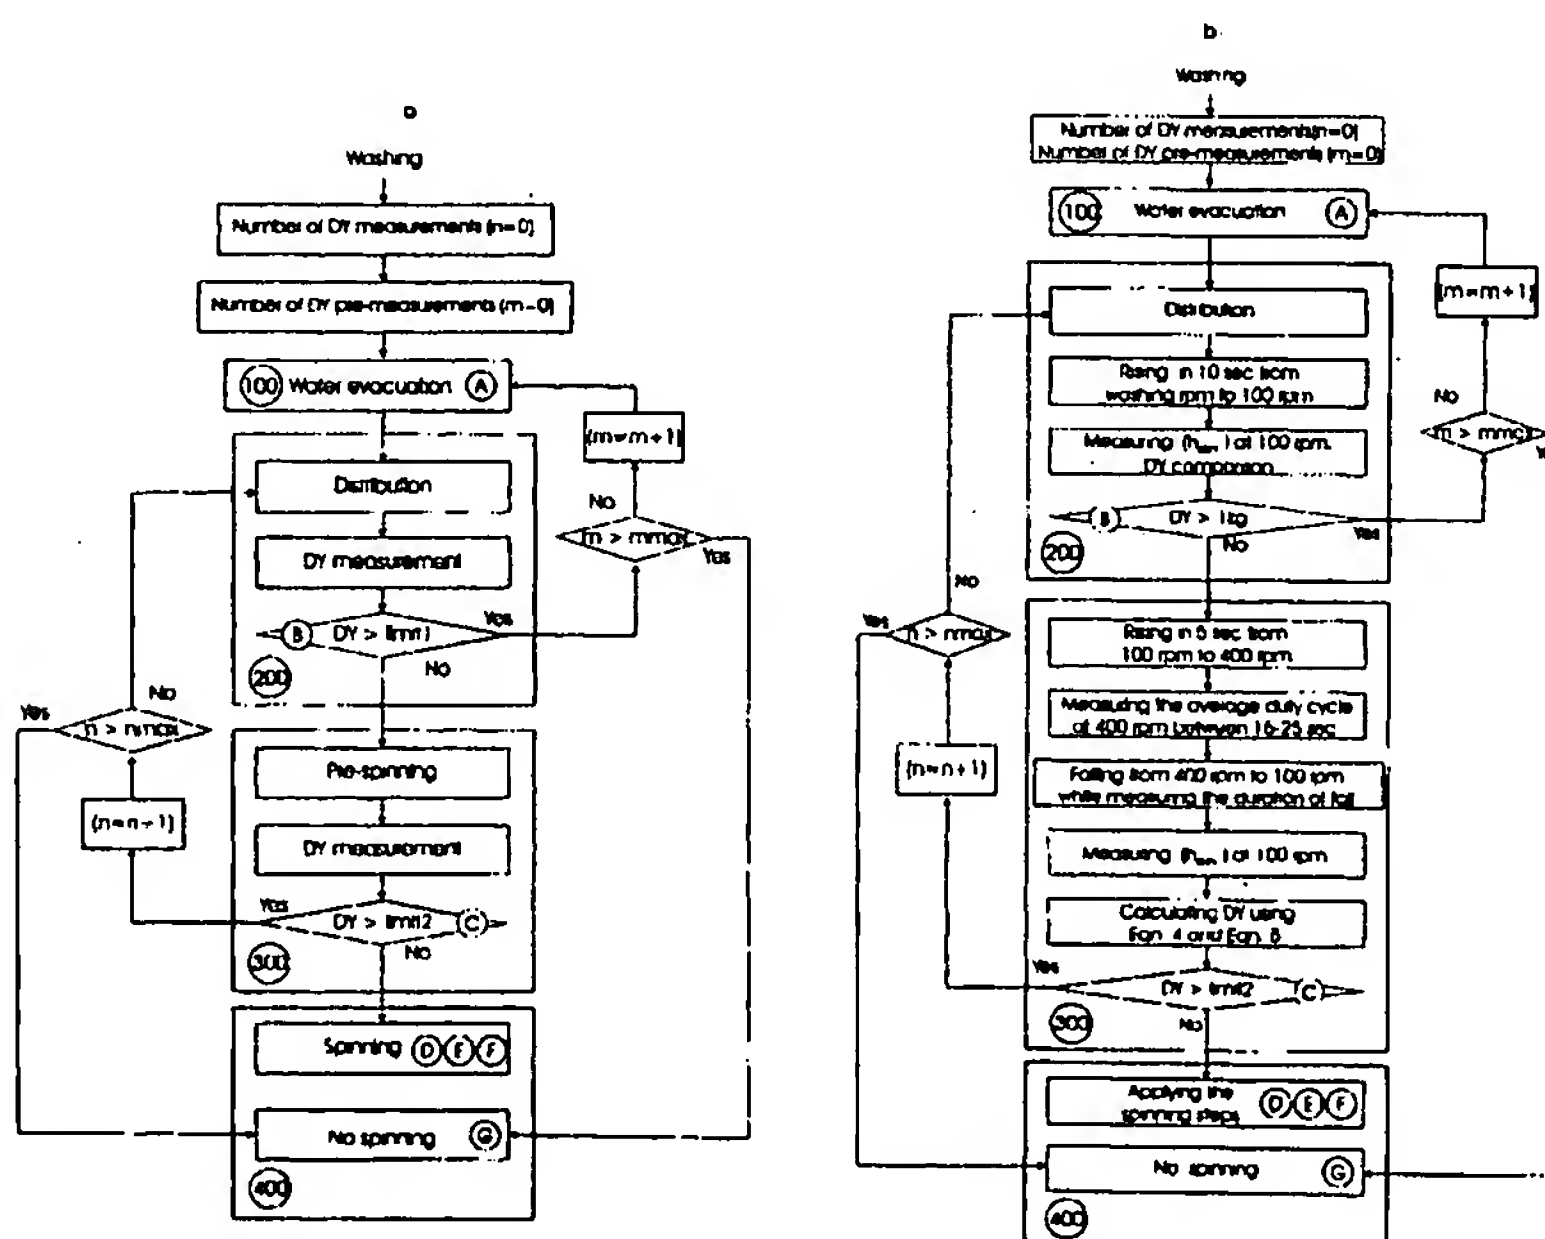 a
Washing
Number of DY measurements (n=0)
Number of DY pre-measurements (m=0)
100 Water evacuation A
(m=m+1)
Distribution
No
m > mmax
Yes
DY measurement
Yes
B DY > limit1
No
200
No
Yes
n > nmax
Pre-spinning
(n=n+1)
DY measurement
Yes
DY > limit2 C
No
300
Spinning D E F
No spinning G
400
b
Washing
Number of DY measurements(n=0)
Number of DY pre-measurements (m=0)
100 Water evacuation A
(m=m+1)
Distribution
Rising in 10 sec from
washing rpm to 100 rpm
No
m > mma
Measuring (h) at 100 rpm.
DY comparison
B DY > 1kg
Yes
No
200
No
Yes
n > nmax
Rising in 5 sec from
100 rpm to 400 rpm
Measuring the average duty cycle
at 400 rpm between 16-25 sec
(n=n+1)
Falling from 400 rpm to 100 rpm
while measuring the duration of fall
Measuring (h) at 100 rpm
Calculating DY using
Eqn. 4 and Eqn.
Yes
DY > limit2 C
No
300
Applying the
spinning steps D E F
No spinning G
400